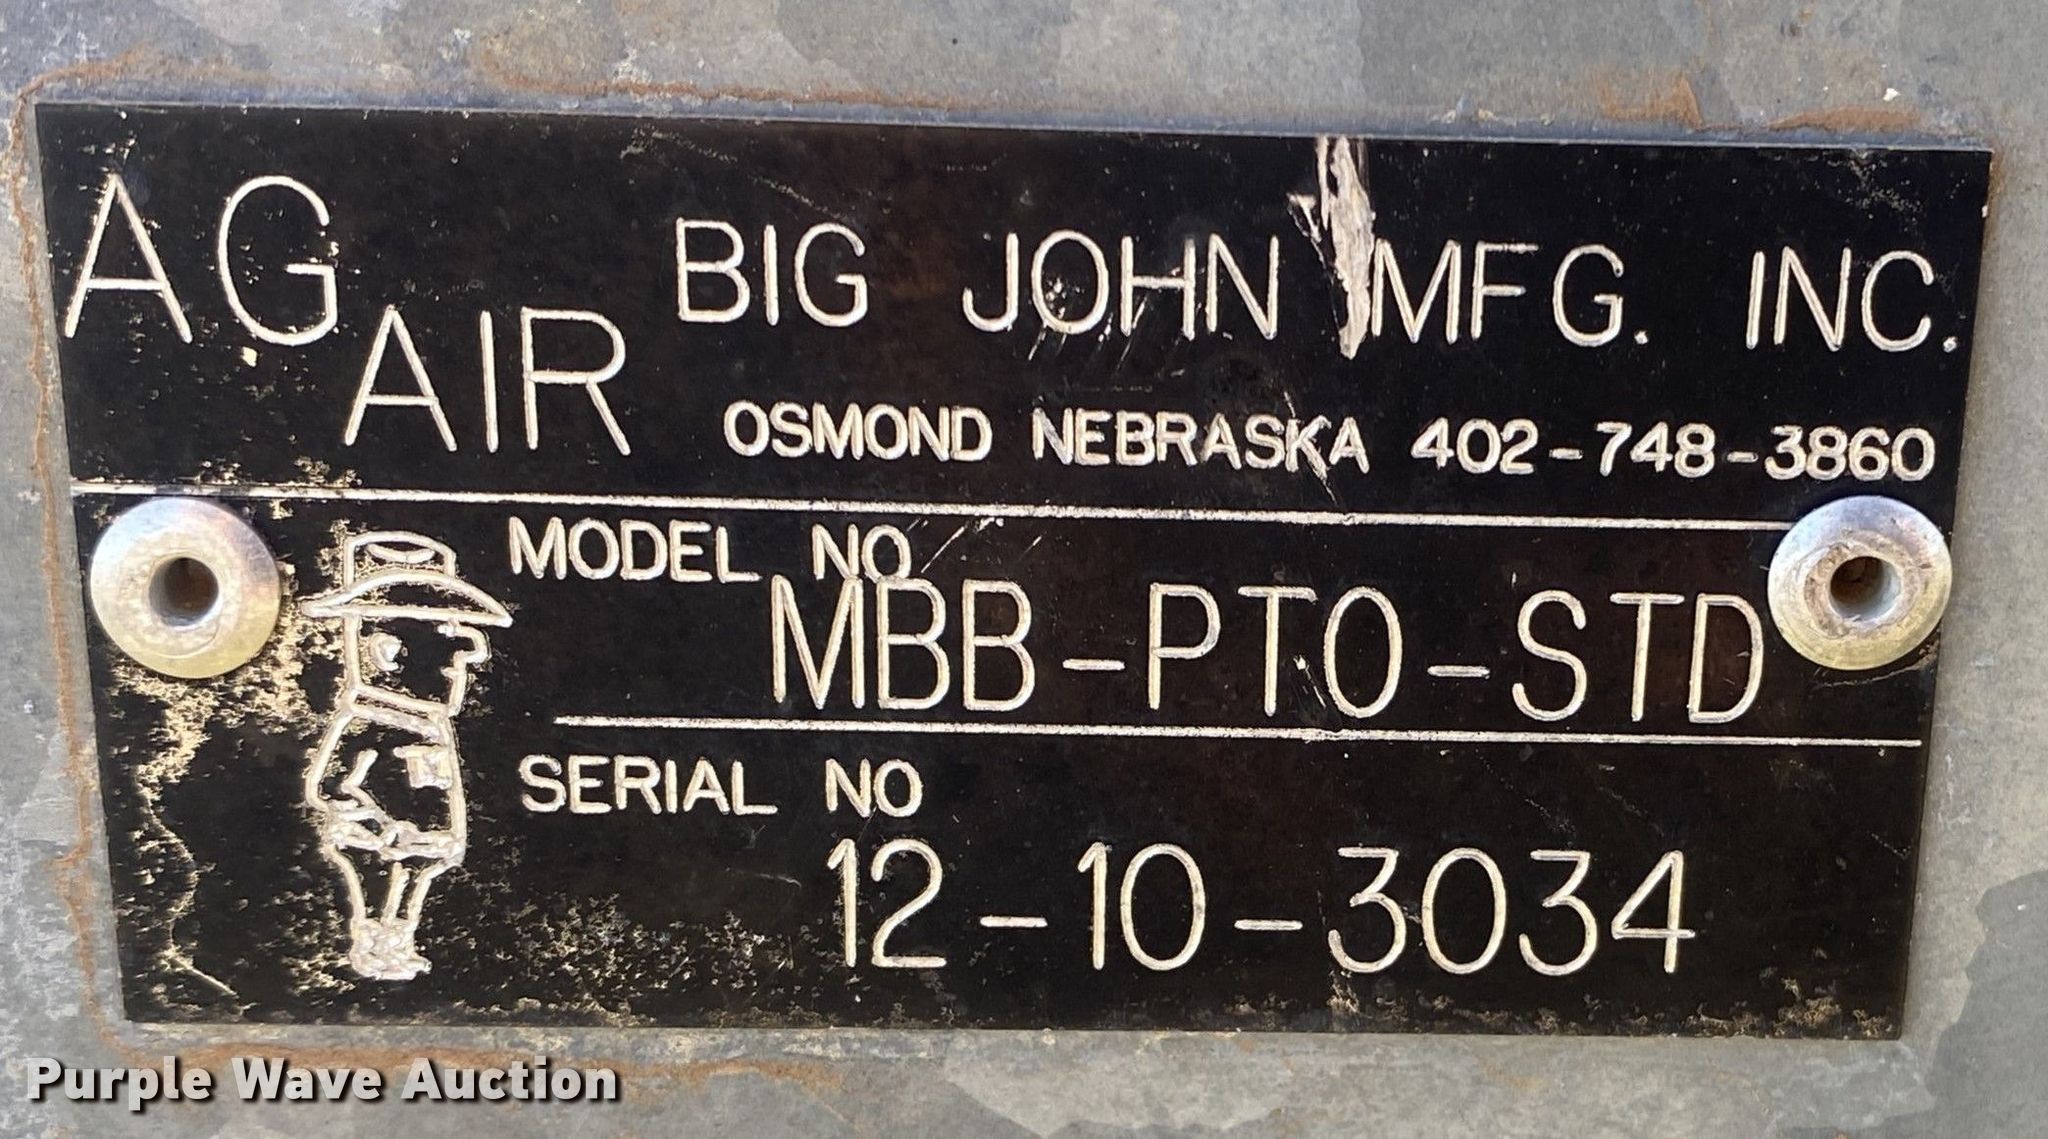 AG AIR
BIG JOHN MFG. INC.
OSMOND NEBRASKA 402-748-3860
MODEL NO
MBB-PTO-STD
SERIAL NO
12-10-3034
Purple Wave Auction